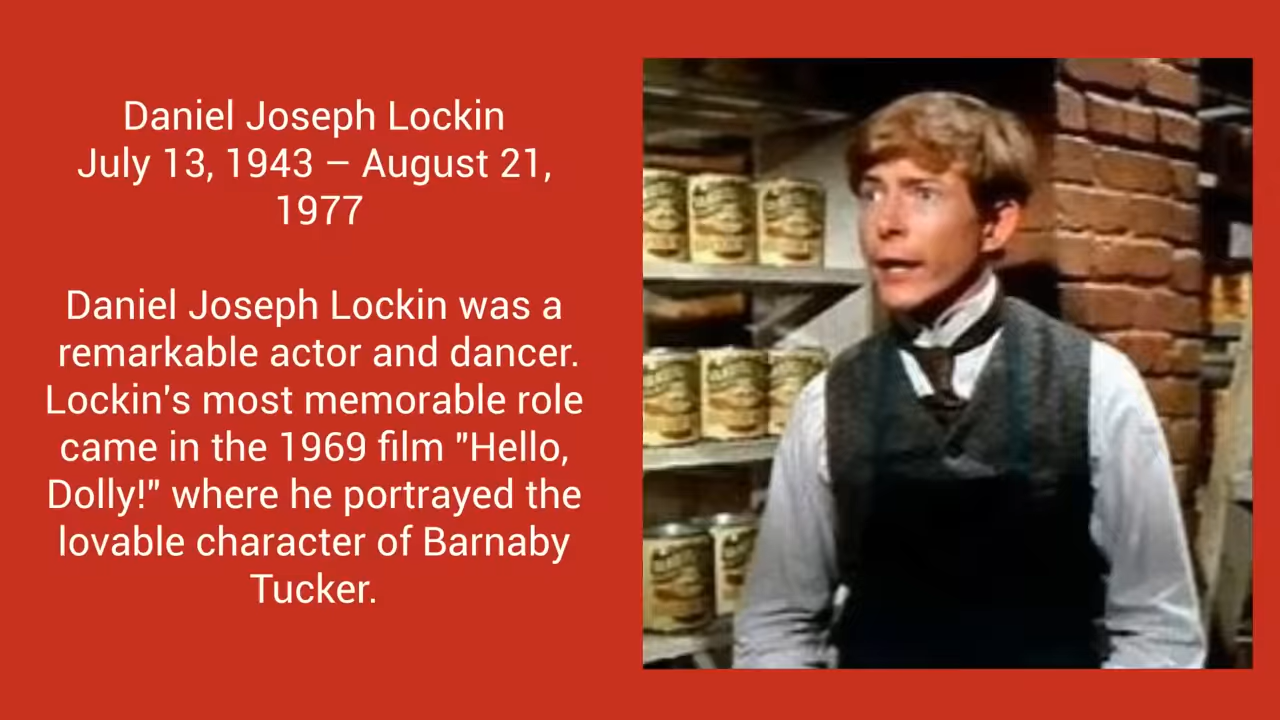 Daniel Joseph Lockin
July 13, 1943 – August 21,
1977
Daniel Joseph Lockin was a
remarkable actor and dancer.
Lockin's most memorable role
came in the 1969 film "Hello,
Dolly!" where he portrayed the
lovable character of Barnaby
Tucker.